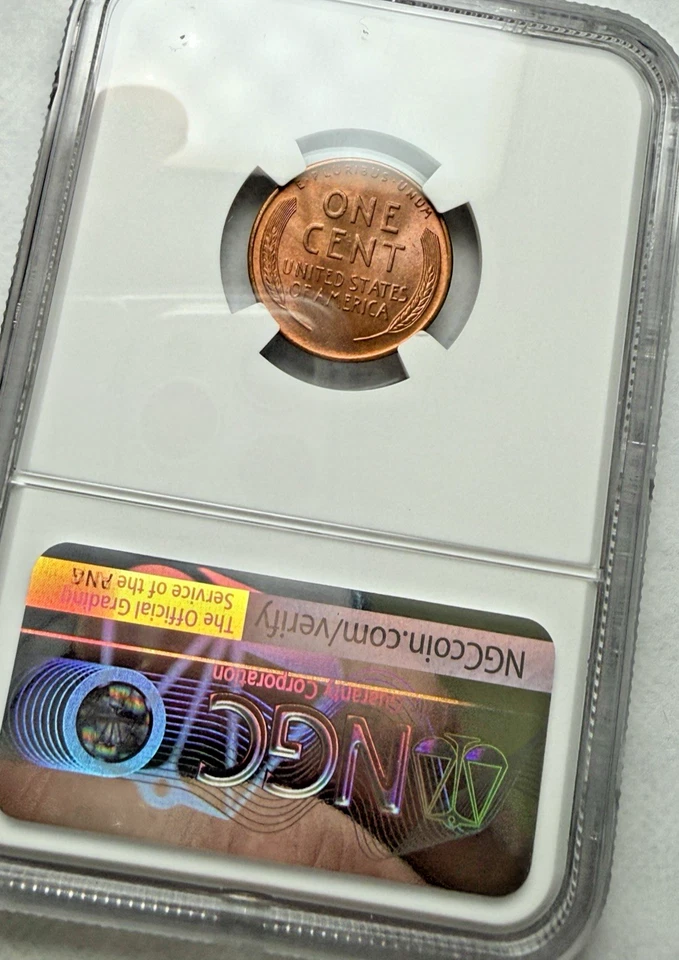 E·PLURIBUS·UNUM
ONE
CENT
UNITED STATES
OF AMERICA
NGCcoin.com/verify
The Official Grading
Service of the ANA
Guaranty Corporation
NGC